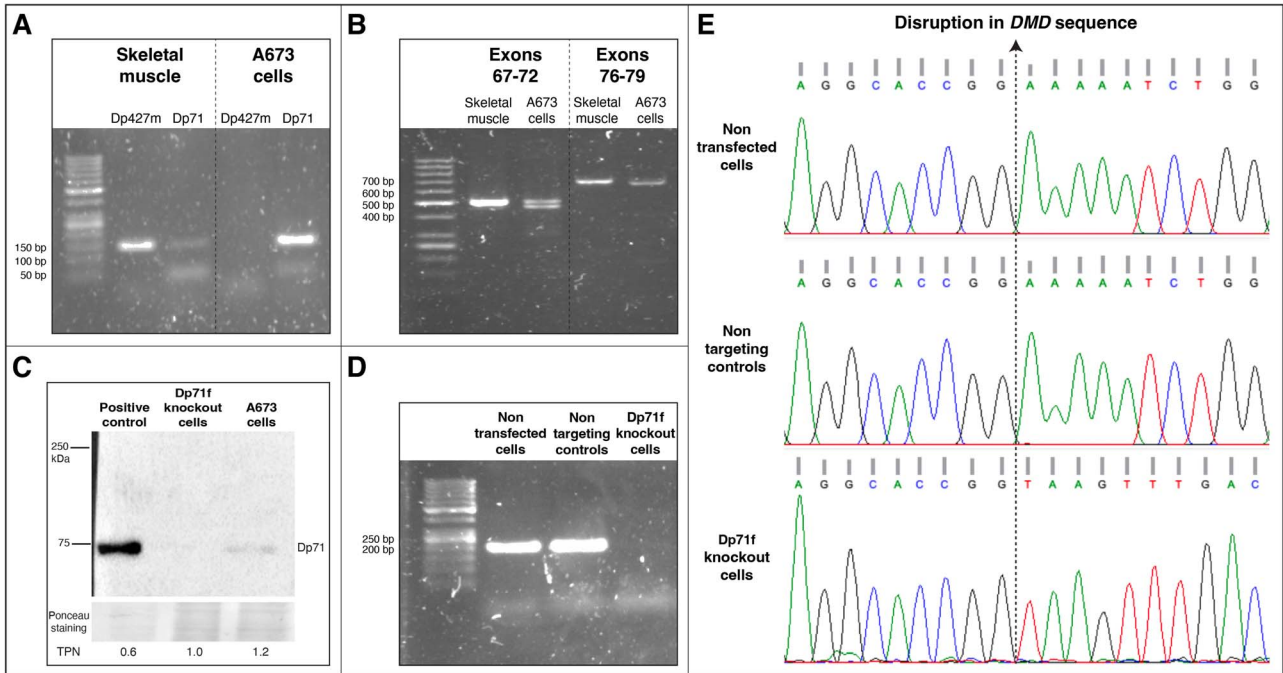 A
Skeletal muscle
A673 cells
Dp427m Dp71 Dp427m Dp71
150 bp
100 bp
50 bp
B
Exons 67-72
Exons 76-79
Skeletal muscle
A673 cells
Skeletal muscle
A673 cells
700 bp
600 bp
500 bp
400 bp
C
Positive control
Dp71f knockout cells
A673 cells
250 kDa
75
Dp71
Ponceau staining
TPN 0.6 1.0 1.2
D
Non transfected cells
Non targeting controls
Dp71f knockout cells
250 bp
200 bp
E
Disruption in DMD sequence
A G G C A C C G G A A A A A T C T G G
Non transfected cells
A G G C A C C G G A A A A A T C T G G
Non targeting controls
A G G C A C C G G T A A G T T T G A C
Dp71f knockout cells